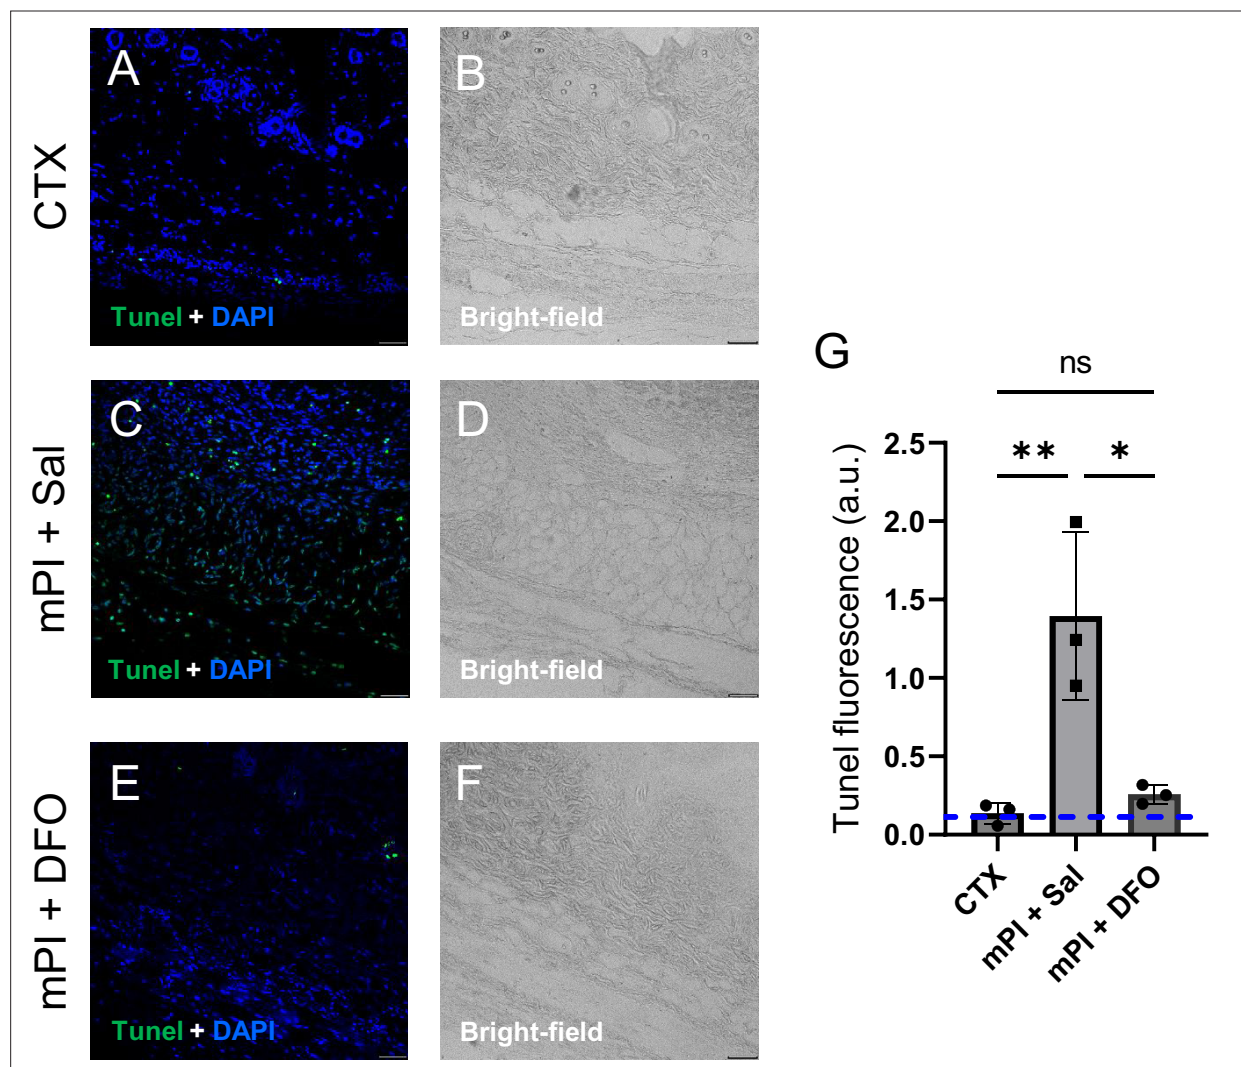 CTX
A
Tunel + DAPI
B
Bright-field
mPI + Sal
C
Tunel + DAPI
D
Bright-field
mPI + DFO
E
Tunel + DAPI
F
Bright-field
G
ns
** *
Tunel fluorescence (a.u.)
2.5
2.0
1.5
1.0
0.5
0.0
CTX
mPI + Sal
mPI + DFO